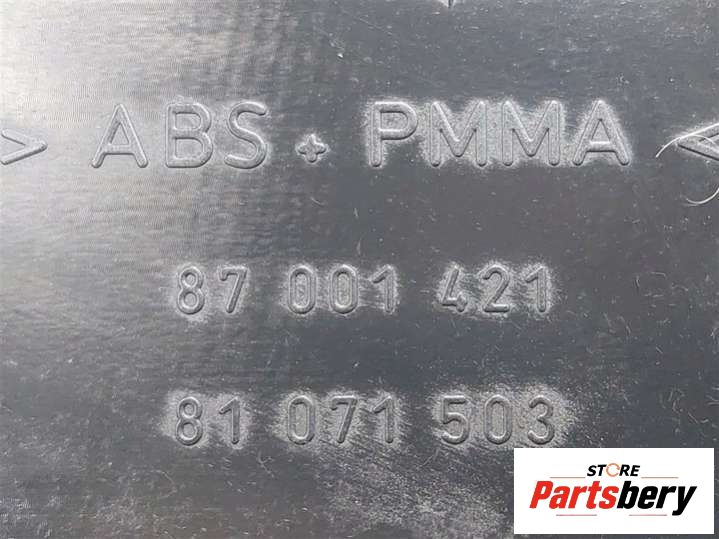 > ABS + PMMA <
87 001 421
81 071 503
STORE
Partsbery